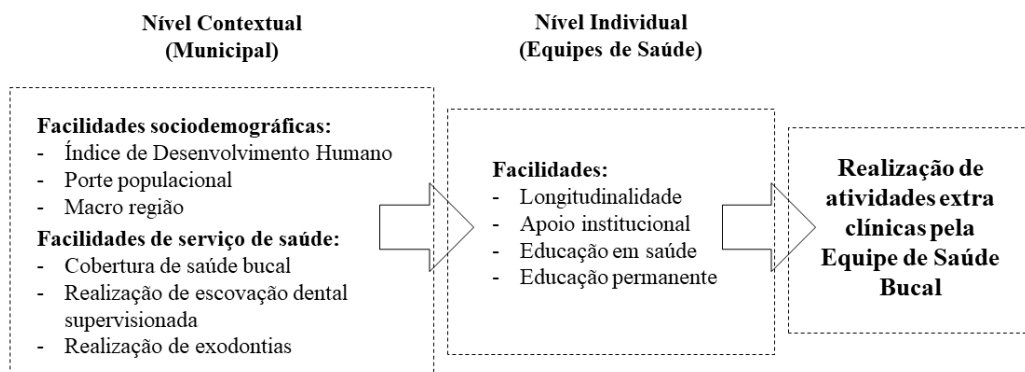 Nível Contextual
(Municipal)
Facilidades sociodemográficas:
- Índice de Desenvolvimento Humano
- Porte populacional
- Macro região
Facilidades de serviço de saúde:
- Cobertura de saúde bucal
- Realização de escovação dental
supervisionada
- Realização de exodontias
Nível Individual
(Equipes de Saúde)
Facilidades:
- Longitudinalidade
- Apoio institucional
- Educação em saúde
- Educação permanente
Realização de
atividades extra
clínicas pela
Equipe de Saúde
Bucal